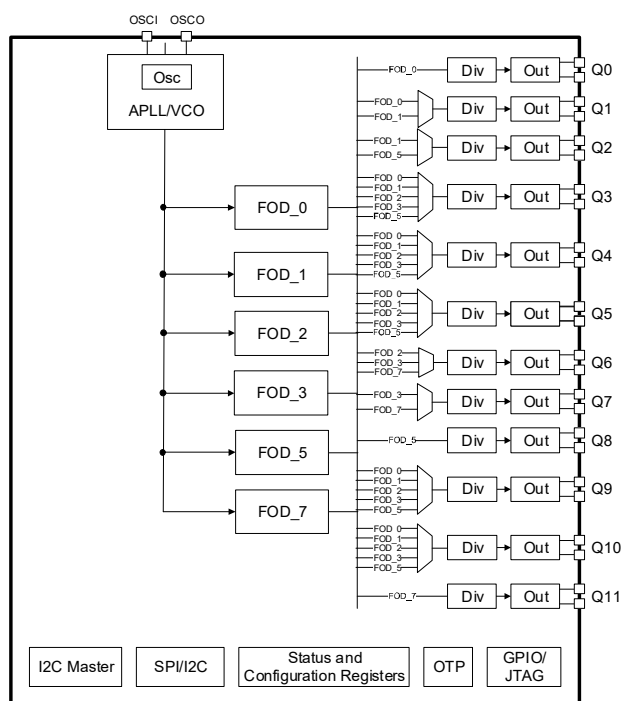 OSCI OSCO
Osc
APLL/VCO
FOD_0
FOD_1
FOD_2
FOD_3
FOD_5
FOD_7
FOD_0 Div Out Q0
FOD_0
FOD_1
Div Out Q1
FOD_1
FOD_5
Div Out Q2
FOD_0
FOD_1
FOD_2
FOD_3
FOD_5
Div Out Q3
FOD_0
FOD_1
FOD_2
FOD_3
FOD_5
Div Out Q4
FOD_0
FOD_1
FOD_2
FOD_3
FOD_5
Div Out Q5
FOD_2
FOD_3
FOD_7
Div Out Q6
FOD_3
FOD_7
Div Out Q7
FOD_5 Div Out Q8
FOD_0
FOD_1
FOD_2
FOD_3
FOD_5
Div Out Q9
FOD_0
FOD_1
FOD_2
FOD_3
FOD_5
Div Out Q10
FOD_7 Div Out Q11
I2C Master
SPI/I2C
Status and
Configuration Registers
OTP
GPIO/
JTAG